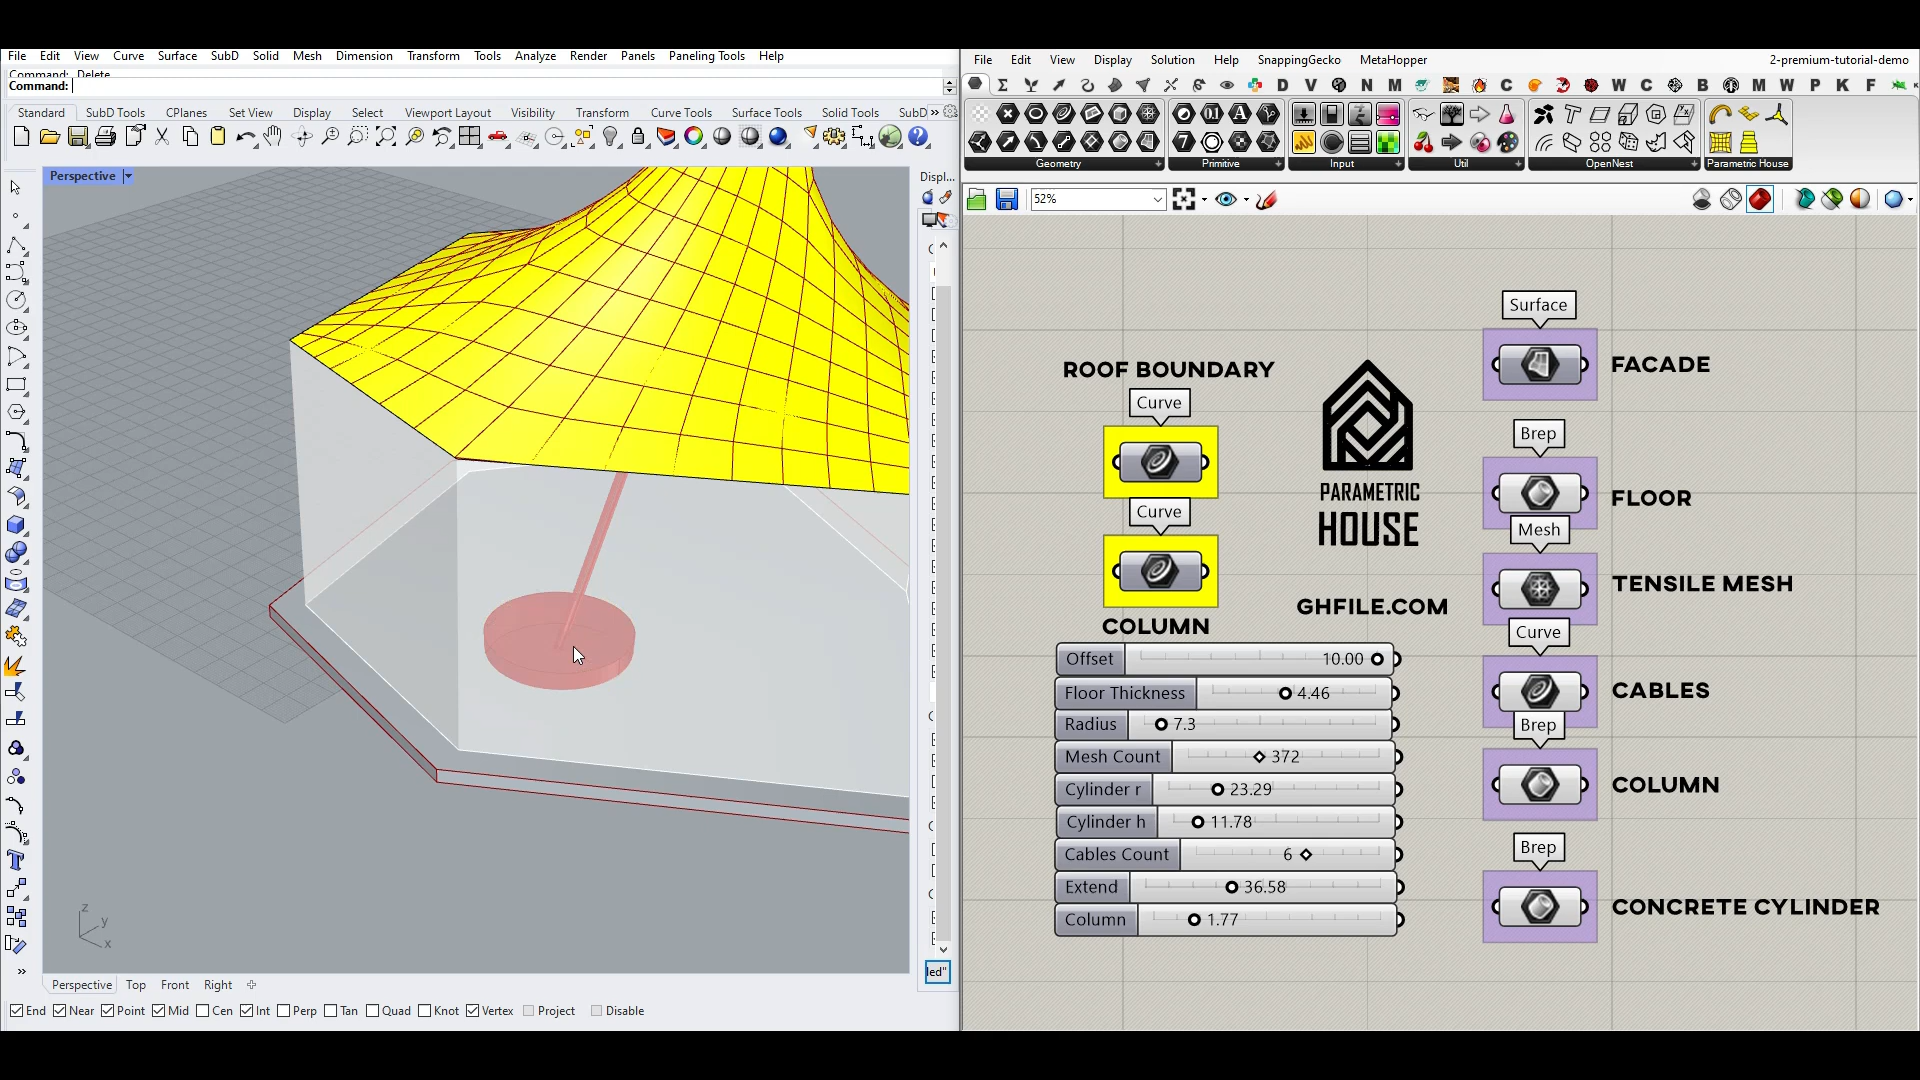 File Edit View Curve Surface SubD Solid Mesh Dimension Transform Tools Analyze Render Panels Paneling Tools Help
Command: Delete
Command:
Standard SubD Tools CPlanes Set View Display Select Viewport Layout Visibility Transform Curve Tools Surface Tools Solid Tools SubD
Perspective
Displ...
z
y
x
led"
Perspective Top Front Right
End Near Point Mid Cen Int Perp Tan Quad Knot Vertex Project Disable
File Edit View Display Solution Help SnappingGecko MetaHopper 2-premium-tutorial-demo
D V N M C W C B M W P K F
Geometry Primitive Input Util OpenNest Parametric House
52%
ROOF BOUNDARY
Curve
Curve
COLUMN
PARAMETRIC
HOUSE
GHFILE.COM
Offset 10.00
Floor Thickness 4.46
Radius 7.3
Mesh Count 372
Cylinder r 23.29
Cylinder h 11.78
Cables Count 6
Extend 36.58
Column 1.77
Surface
FACADE
Brep
FLOOR
Mesh
TENSILE MESH
Curve
CABLES
Brep
COLUMN
Brep
CONCRETE CYLINDER